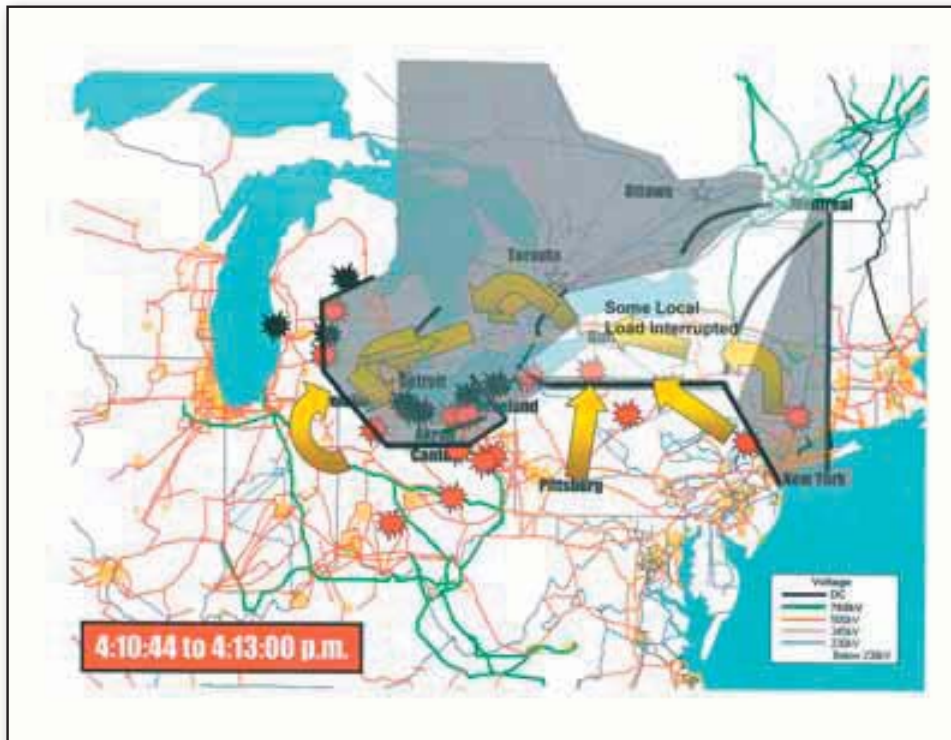 Ottawa
Montreal
Toronto
Some Local
Load Interrupted
Detroit
Akron
Canton
Pittsburg
New York
Voltage
DC
765kV
500kV
345kV
230kV
Below 230kV
4:10:44 to 4:13:00 p.m.